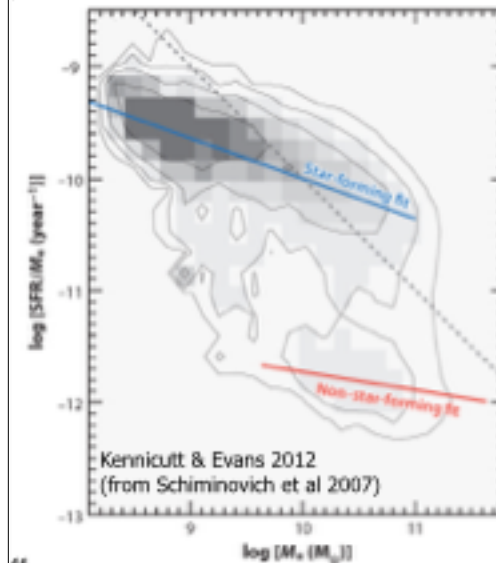 −9
−10
−11
−12
−13
log [SFR/M* (year⁻¹)]
Star-forming fit
Non-star-forming fit
Kennicutt & Evans 2012
(from Schiminovich et al 2007)
9
10
11